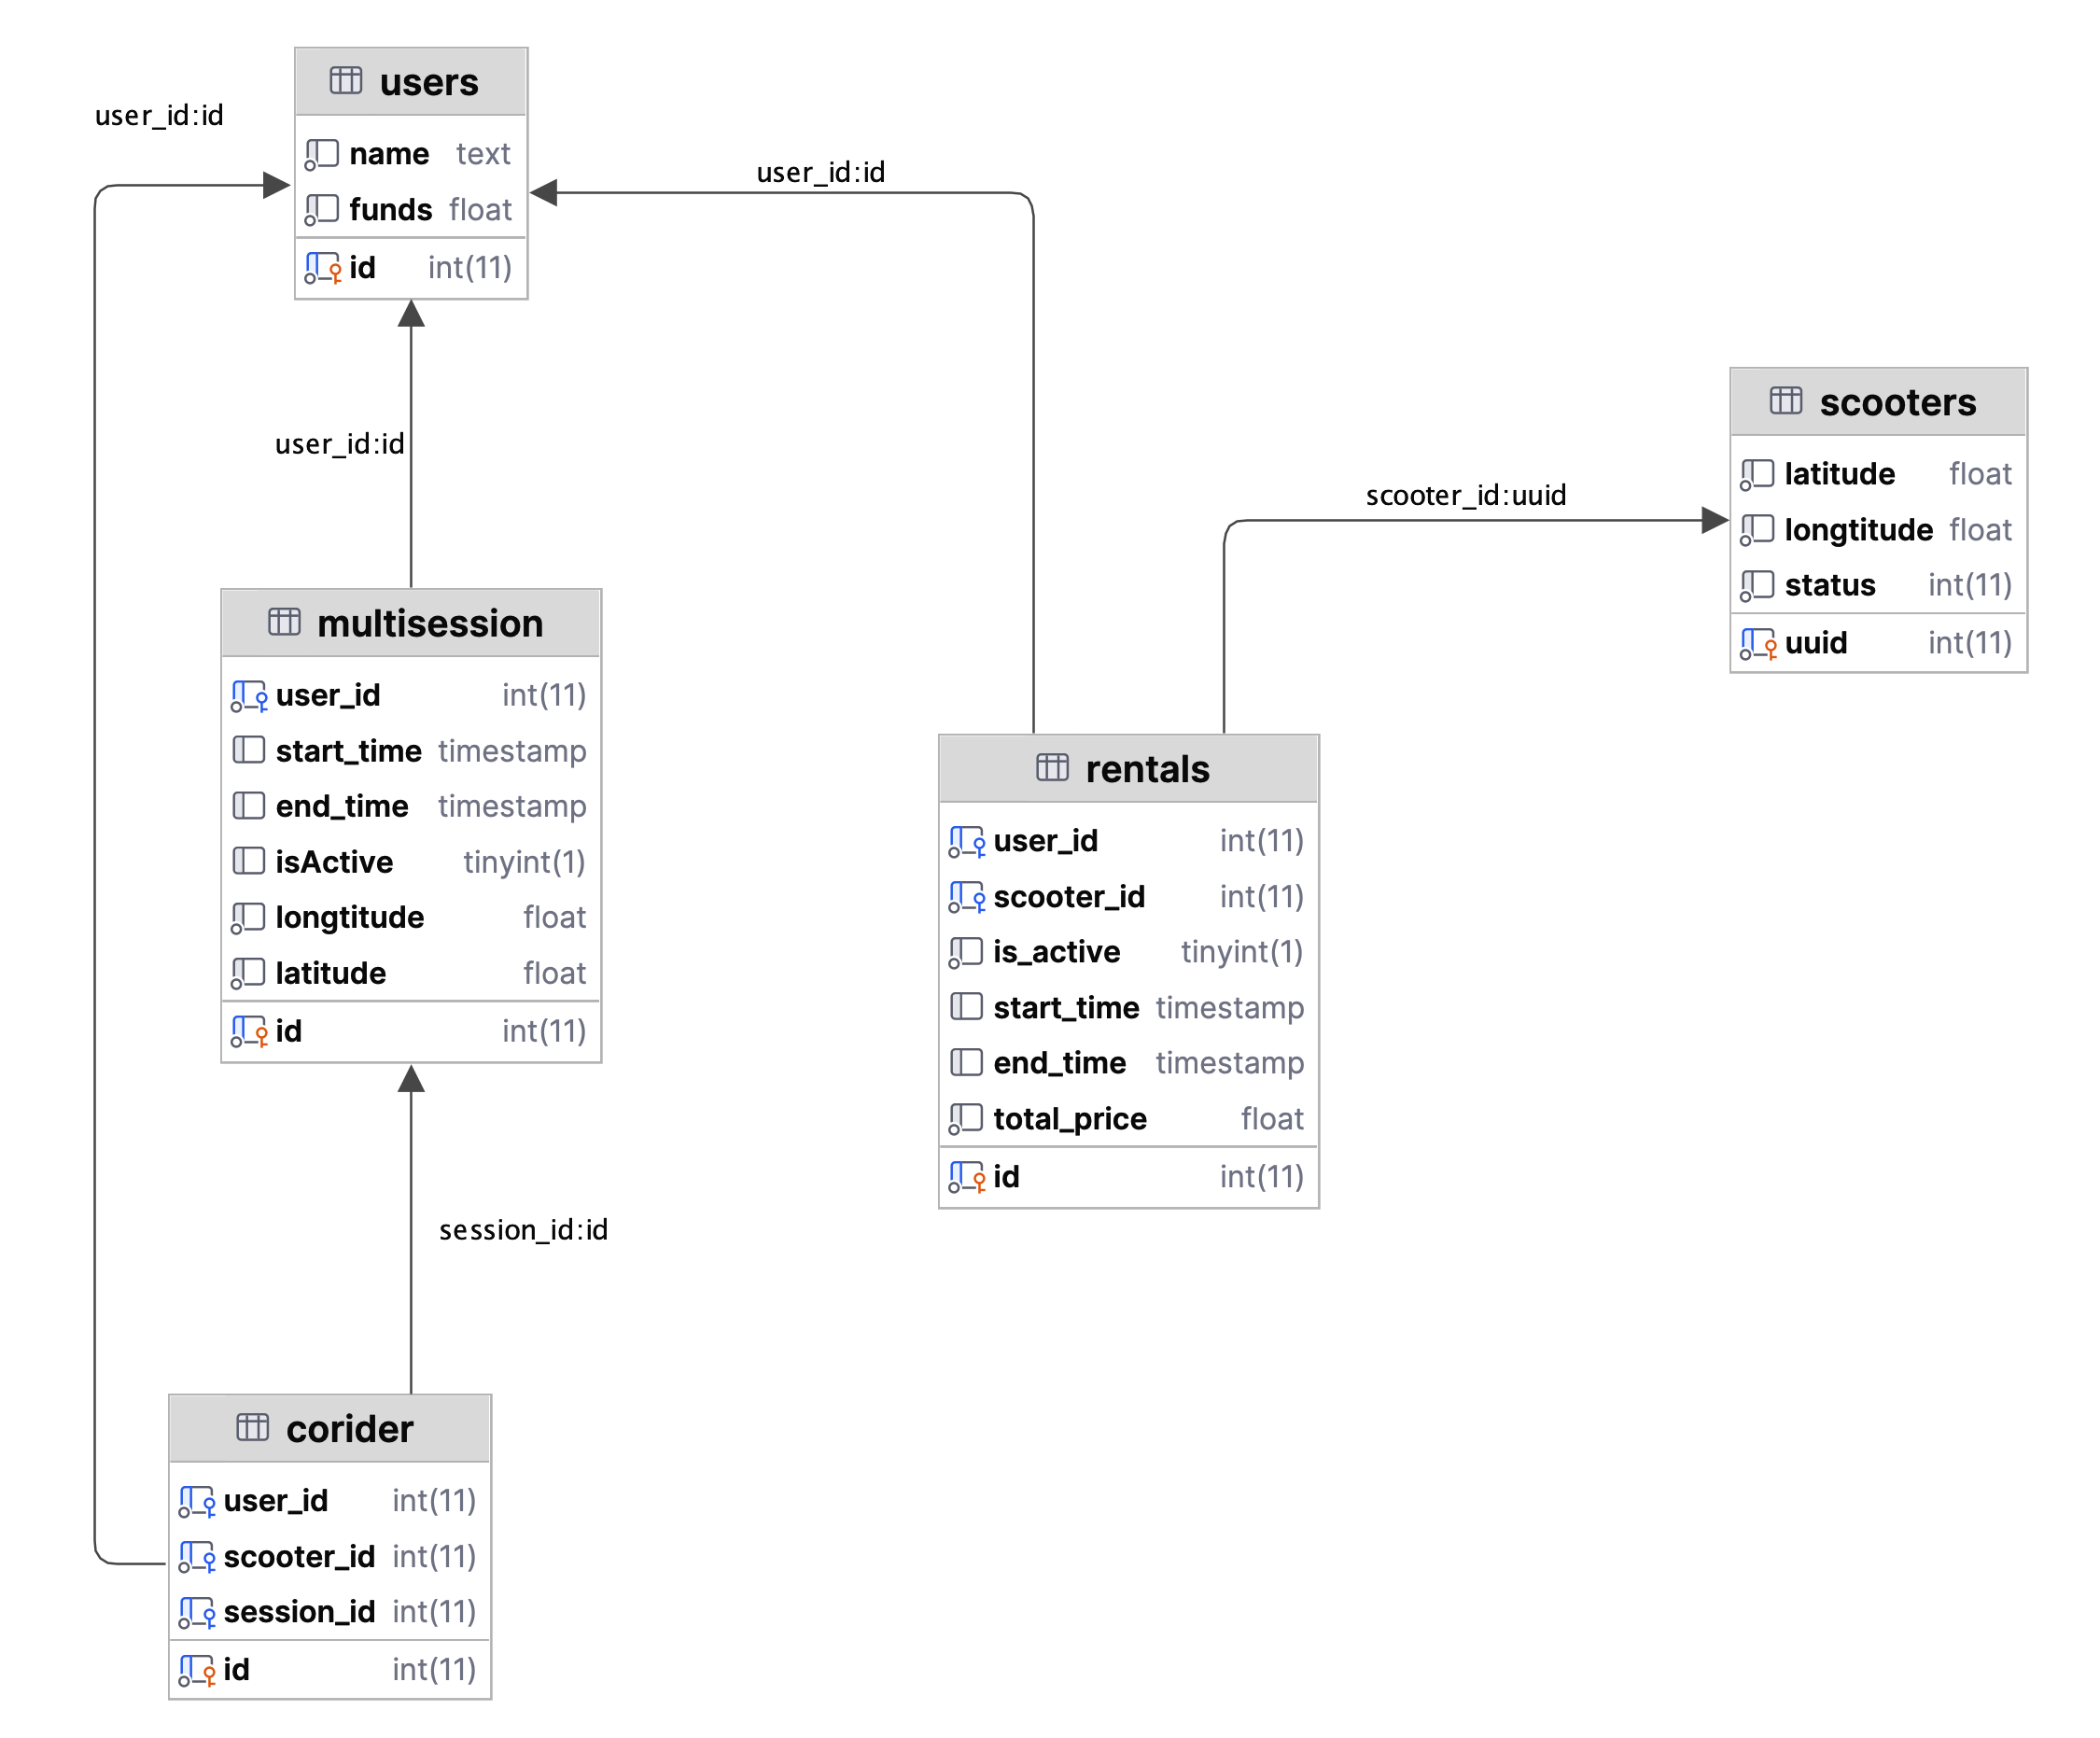 users
name text
funds float
id int(11)
user_id:id
user_id:id
user_id:id
multisession
user_id int(11)
start_time timestamp
end_time timestamp
isActive tinyint(1)
longtitude float
latitude float
id int(11)
session_id:id
corider
user_id int(11)
scooter_id int(11)
session_id int(11)
id int(11)
rentals
user_id int(11)
scooter_id int(11)
is_active tinyint(1)
start_time timestamp
end_time timestamp
total_price float
id int(11)
scooter_id:uuid
scooters
latitude float
longtitude float
status int(11)
uuid int(11)